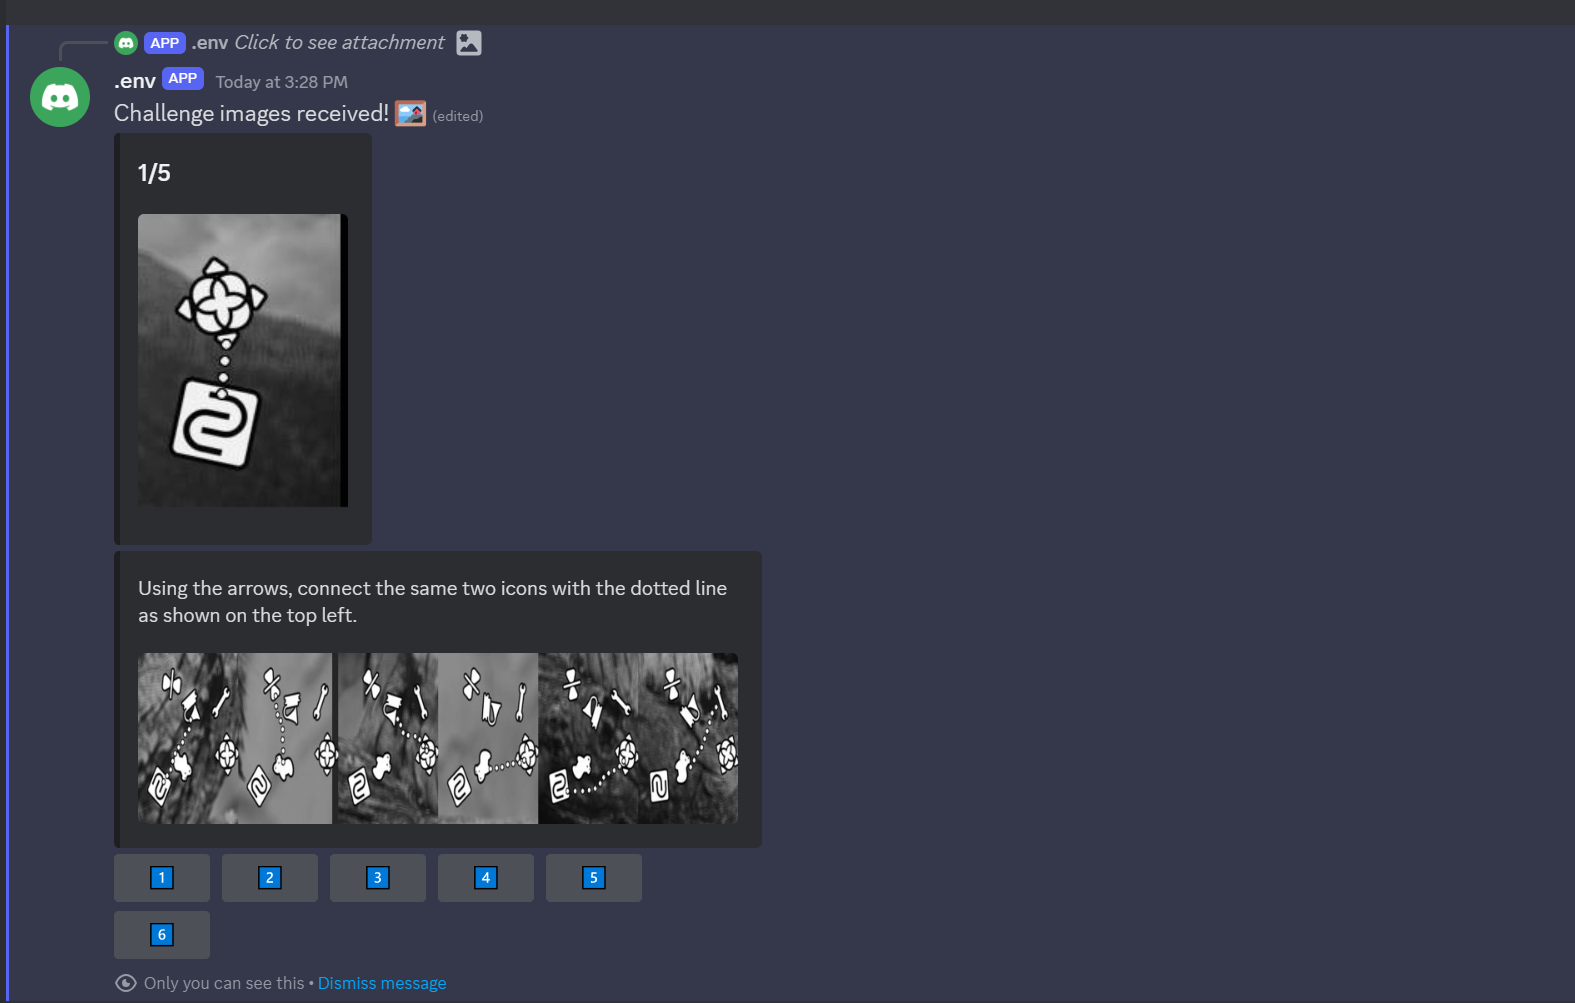 APP .env Click to see attachment
.env APP Today at 3:28 PM
Challenge images received! (edited)
1/5
Using the arrows, connect the same two icons with the dotted line
as shown on the top left.
1 2 3 4 5
6
Only you can see this • Dismiss message